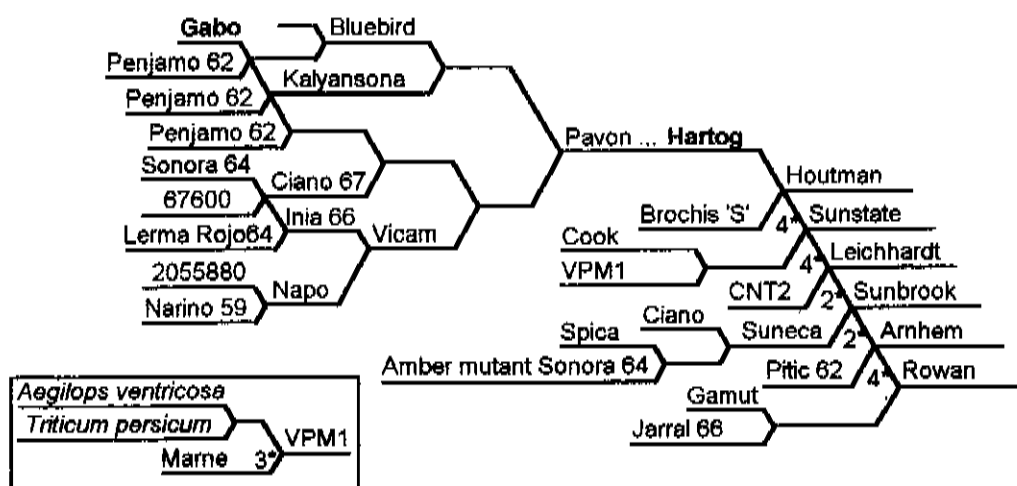 Gabo
Bluebird
Penjamo 62
Kalyansona
Penjamo 62
Penjamo 62
Pavon ... Hartog
Sonora 64
Ciano 67
67600
Inia 66
Lerma Rojo64
Vicam
2055880
Napo
Narino 59
Houtman
Brochis 'S'
4* Sunstate
Cook
VPM1
4* Leichhardt
CNT2
2* Sunbrook
Ciano
Spica
Suneca
2* Arnhem
Amber mutant Sonora 64
Pitic 62
4* Rowan
Gamut
Jarral 66
Aegilops ventricosa
Triticum persicum
VPM1
Marne 3*